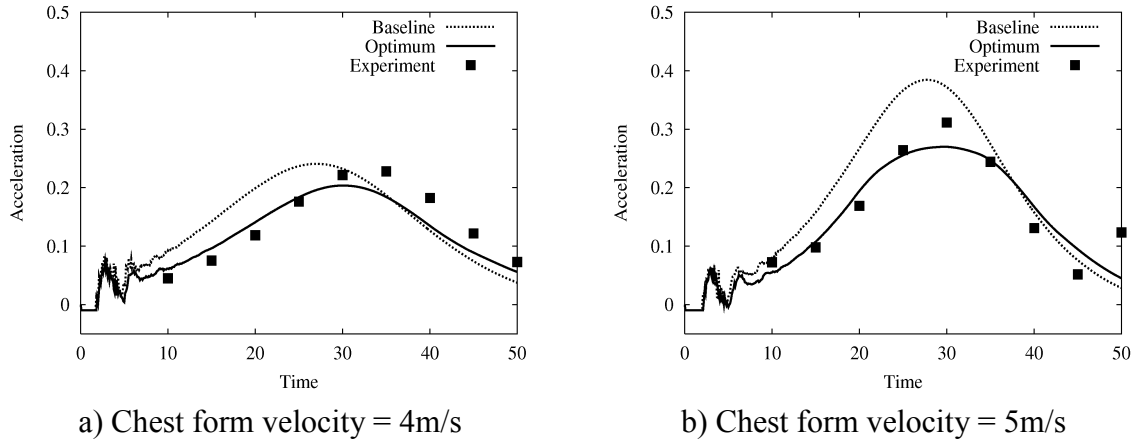 0.5
0.4
0.3
0.2
0.1
0
Acceleration
Baseline
Optimum
Experiment
0 10 20 30 40 50
Time
a) Chest form velocity = 4m/s
0.5
0.4
0.3
0.2
0.1
0
Acceleration
Baseline
Optimum
Experiment
0 10 20 30 40 50
Time
b) Chest form velocity = 5m/s